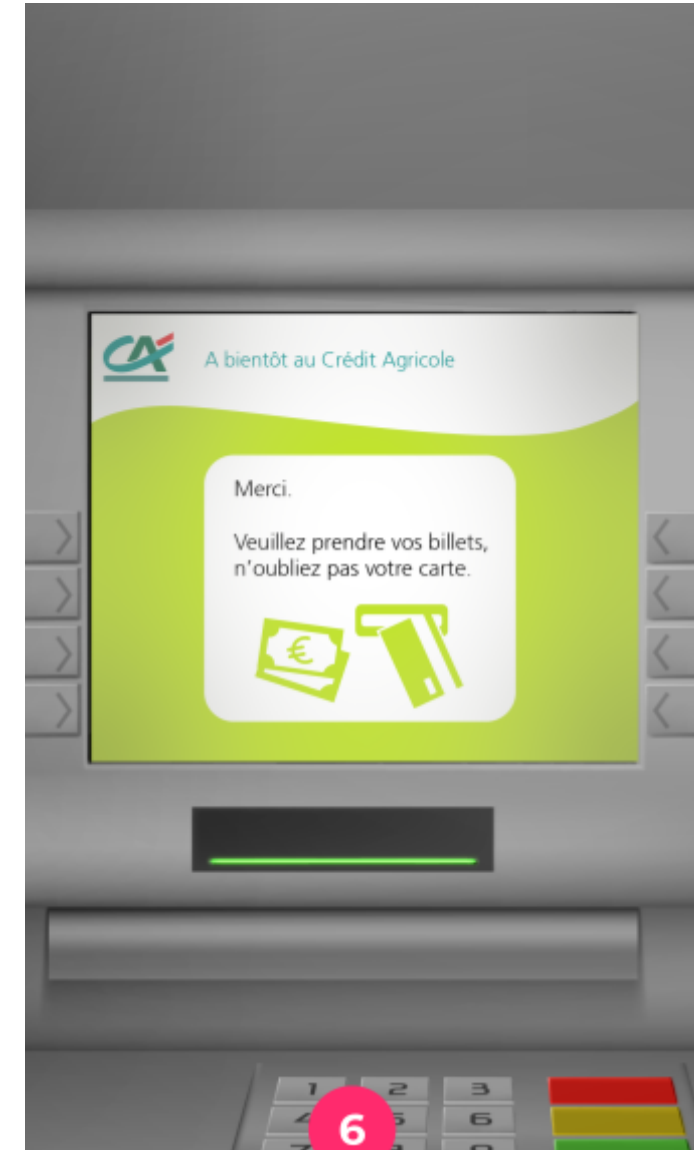 CA
A bientôt au Crédit Agricole
Merci.
Veuillez prendre vos billets,
n'oubliez pas votre carte.
€
1 2 3
4 5 6
6